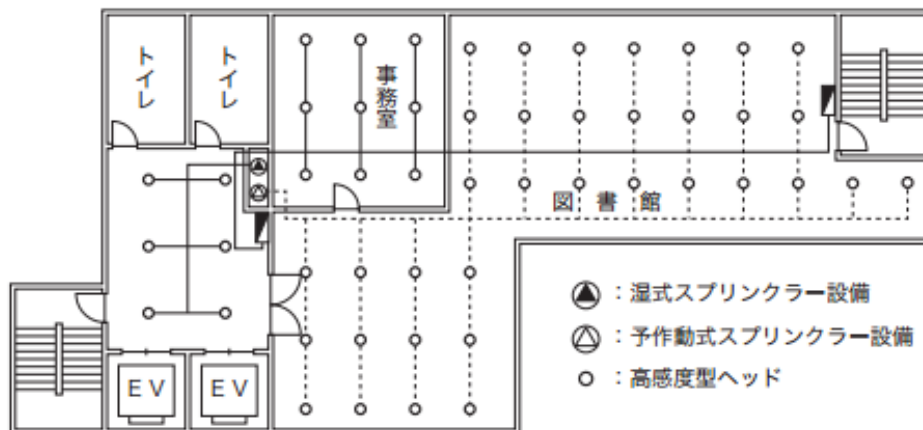 トイレ
トイレ
事務室
図書館
EV
EV
：湿式スプリンクラー設備
：予作動式スプリンクラー設備
：高感度型ヘッド